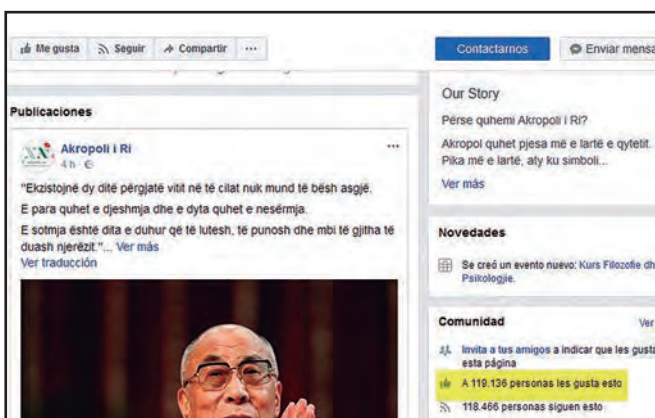 Me gusta Seguir Compartir ...
Contactarnos Enviar mensa
Publicaciones
Akropoli i Ri
4 h
"Ekzistojnë dy ditë përgjatë vitit në të cilat nuk mund të bësh asgjë.
E para quhet e djeshmja dhe e dyta quhet e nesërmja.
E sotmja është dita e duhur që të lutesh, të punosh dhe mbi të gjitha të
duash njerëzit."... Ver más
Ver traducción
Our Story
Përse quhemi Akropoli i Ri?
Akropol quhet pjesa më e lartë e qytetit.
Pika më e lartë, aty ku simboli...
Ver más
Novedades
Se creó un evento nuevo: Kurs Filozofie dh
Psikologjie.
Comunidad Ver
Invita a tus amigos a indicar que les gusta
esta página
A 119.136 personas les gusta esto
118.466 personas siguen esto